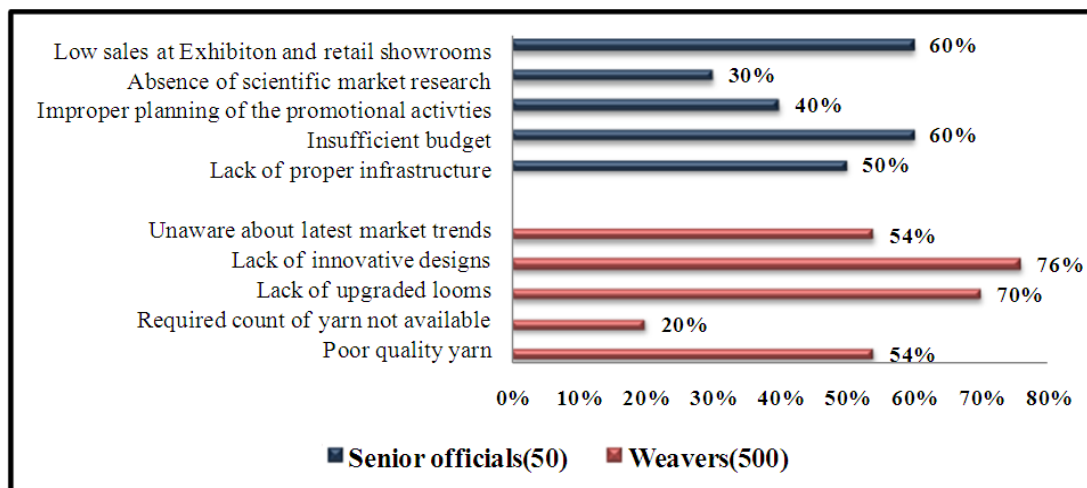 Low sales at Exhibiton and retail showrooms 60%
Absence of scientific market research 30%
Improper planning of the promotional activties 40%
Insufficient budget 60%
Lack of proper infrastructure 50%
Unaware about latest market trends 54%
Lack of innovative designs 76%
Lack of upgraded looms 70%
Required count of yarn not available 20%
Poor quality yarn 54%
0% 10% 20% 30% 40% 50% 60% 70% 80%
Senior officials(50) Weavers(500)